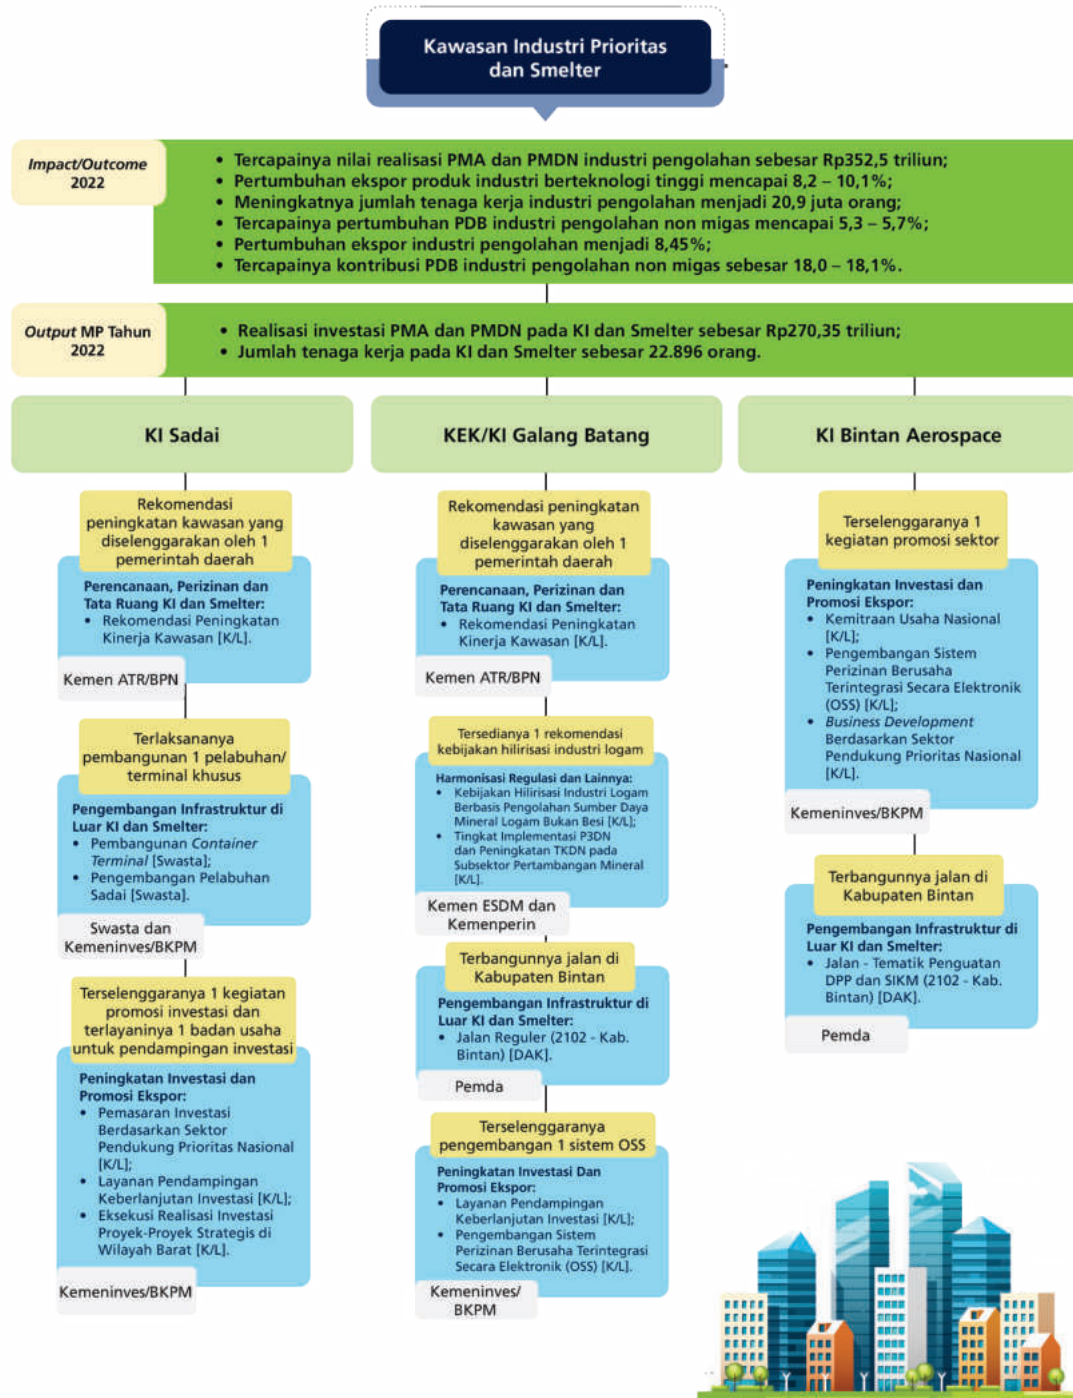 Kawasan Industri Prioritas
dan Smelter
Impact/Outcome
2022
• Tercapainya nilai realisasi PMA dan PMDN industri pengolahan sebesar Rp352,5 triliun;
• Pertumbuhan ekspor produk industri berteknologi tinggi mencapai 8,2 – 10,1%;
• Meningkatnya jumlah tenaga kerja industri pengolahan menjadi 20,9 juta orang;
• Tercapainya pertumbuhan PDB industri pengolahan non migas mencapai 5,3 – 5,7%;
• Pertumbuhan ekspor industri pengolahan menjadi 8,45%;
• Tercapainya kontribusi PDB industri pengolahan non migas sebesar 18,0 – 18,1%.
Output MP Tahun
2022
• Realisasi investasi PMA dan PMDN pada KI dan Smelter sebesar Rp270,35 triliun;
• Jumlah tenaga kerja pada KI dan Smelter sebesar 22.896 orang.
KI Sadai
Rekomendasi
peningkatan kawasan yang
diselenggarakan oleh 1
pemerintah daerah
Perencanaan, Perizinan dan
Tata Ruang KI dan Smelter:
• Rekomendasi Peningkatan
Kinerja Kawasan [K/L].
Kemen ATR/BPN
Terlaksananya
pembangunan 1 pelabuhan/
terminal khusus
Pengembangan Infrastruktur di
Luar KI dan Smelter:
• Pembangunan Container
Terminal [Swasta];
• Pengembangan Pelabuhan
Sadai [Swasta].
Swasta dan
Kemeninves/BKPM
Terselenggaranya 1 kegiatan
promosi investasi dan
terlayaninya 1 badan usaha
untuk pendampingan investasi
Peningkatan Investasi dan
Promosi Ekspor:
• Pemasaran Investasi
Berdasarkan Sektor
Pendukung Prioritas Nasional
[K/L];
• Layanan Pendampingan
Keberlanjutan Investasi [K/L];
• Eksekusi Realisasi Investasi
Proyek-Proyek Strategis di
Wilayah Barat [K/L].
Kemeninves/BKPM
KEK/KI Galang Batang
Rekomendasi peningkatan
kawasan yang
diselenggarakan oleh 1
pemerintah daerah
Perencanaan, Perizinan dan
Tata Ruang KI dan Smelter:
• Rekomendasi Peningkatan
Kinerja Kawasan [K/L].
Kemen ATR/BPN
Tersedianya 1 rekomendasi
kebijakan hilirisasi industri logam
Harmonisasi Regulasi dan Lainnya:
• Kebijakan Hilirisasi Industri Logam
Berbasis Pengolahan Sumber Daya
Mineral Logam Bukan Besi [K/L];
• Tingkat Implementasi P3DN
dan Peningkatan TKDN pada
Subsektor Pertambangan Mineral
[K/L].
Kemen ESDM dan
Kemenperin
Terbangunnya jalan di
Kabupaten Bintan
Pengembangan Infrastruktur di
Luar KI dan Smelter:
• Jalan Reguler (2102 - Kab.
Bintan) [DAK].
Pemda
Terselenggaranya
pengembangan 1 sistem OSS
Peningkatan Investasi Dan
Promosi Ekspor:
• Layanan Pendampingan
Keberlanjutan Investasi [K/L];
• Pengembangan Sistem
Perizinan Berusaha Terintegrasi
Secara Elektronik (OSS) [K/L].
Kemeninves/
BKPM
KI Bintan Aerospace
Terselenggaranya 1
kegiatan promosi sektor
Peningkatan Investasi dan
Promosi Ekspor:
• Kemitraan Usaha Nasional
[K/L];
• Pengembangan Sistem
Perizinan Berusaha
Terintegrasi Secara Elektronik
(OSS) [K/L];
• Business Development
Berdasarkan Sektor
Pendukung Prioritas Nasional
[K/L].
Kemeninves/BKPM
Terbangunnya jalan di
Kabupaten Bintan
Pengembangan Infrastruktur di
Luar KI dan Smelter:
• Jalan - Tematik Penguatan
DPP dan SIKM (2102 - Kab.
Bintan) [DAK].
Pemda